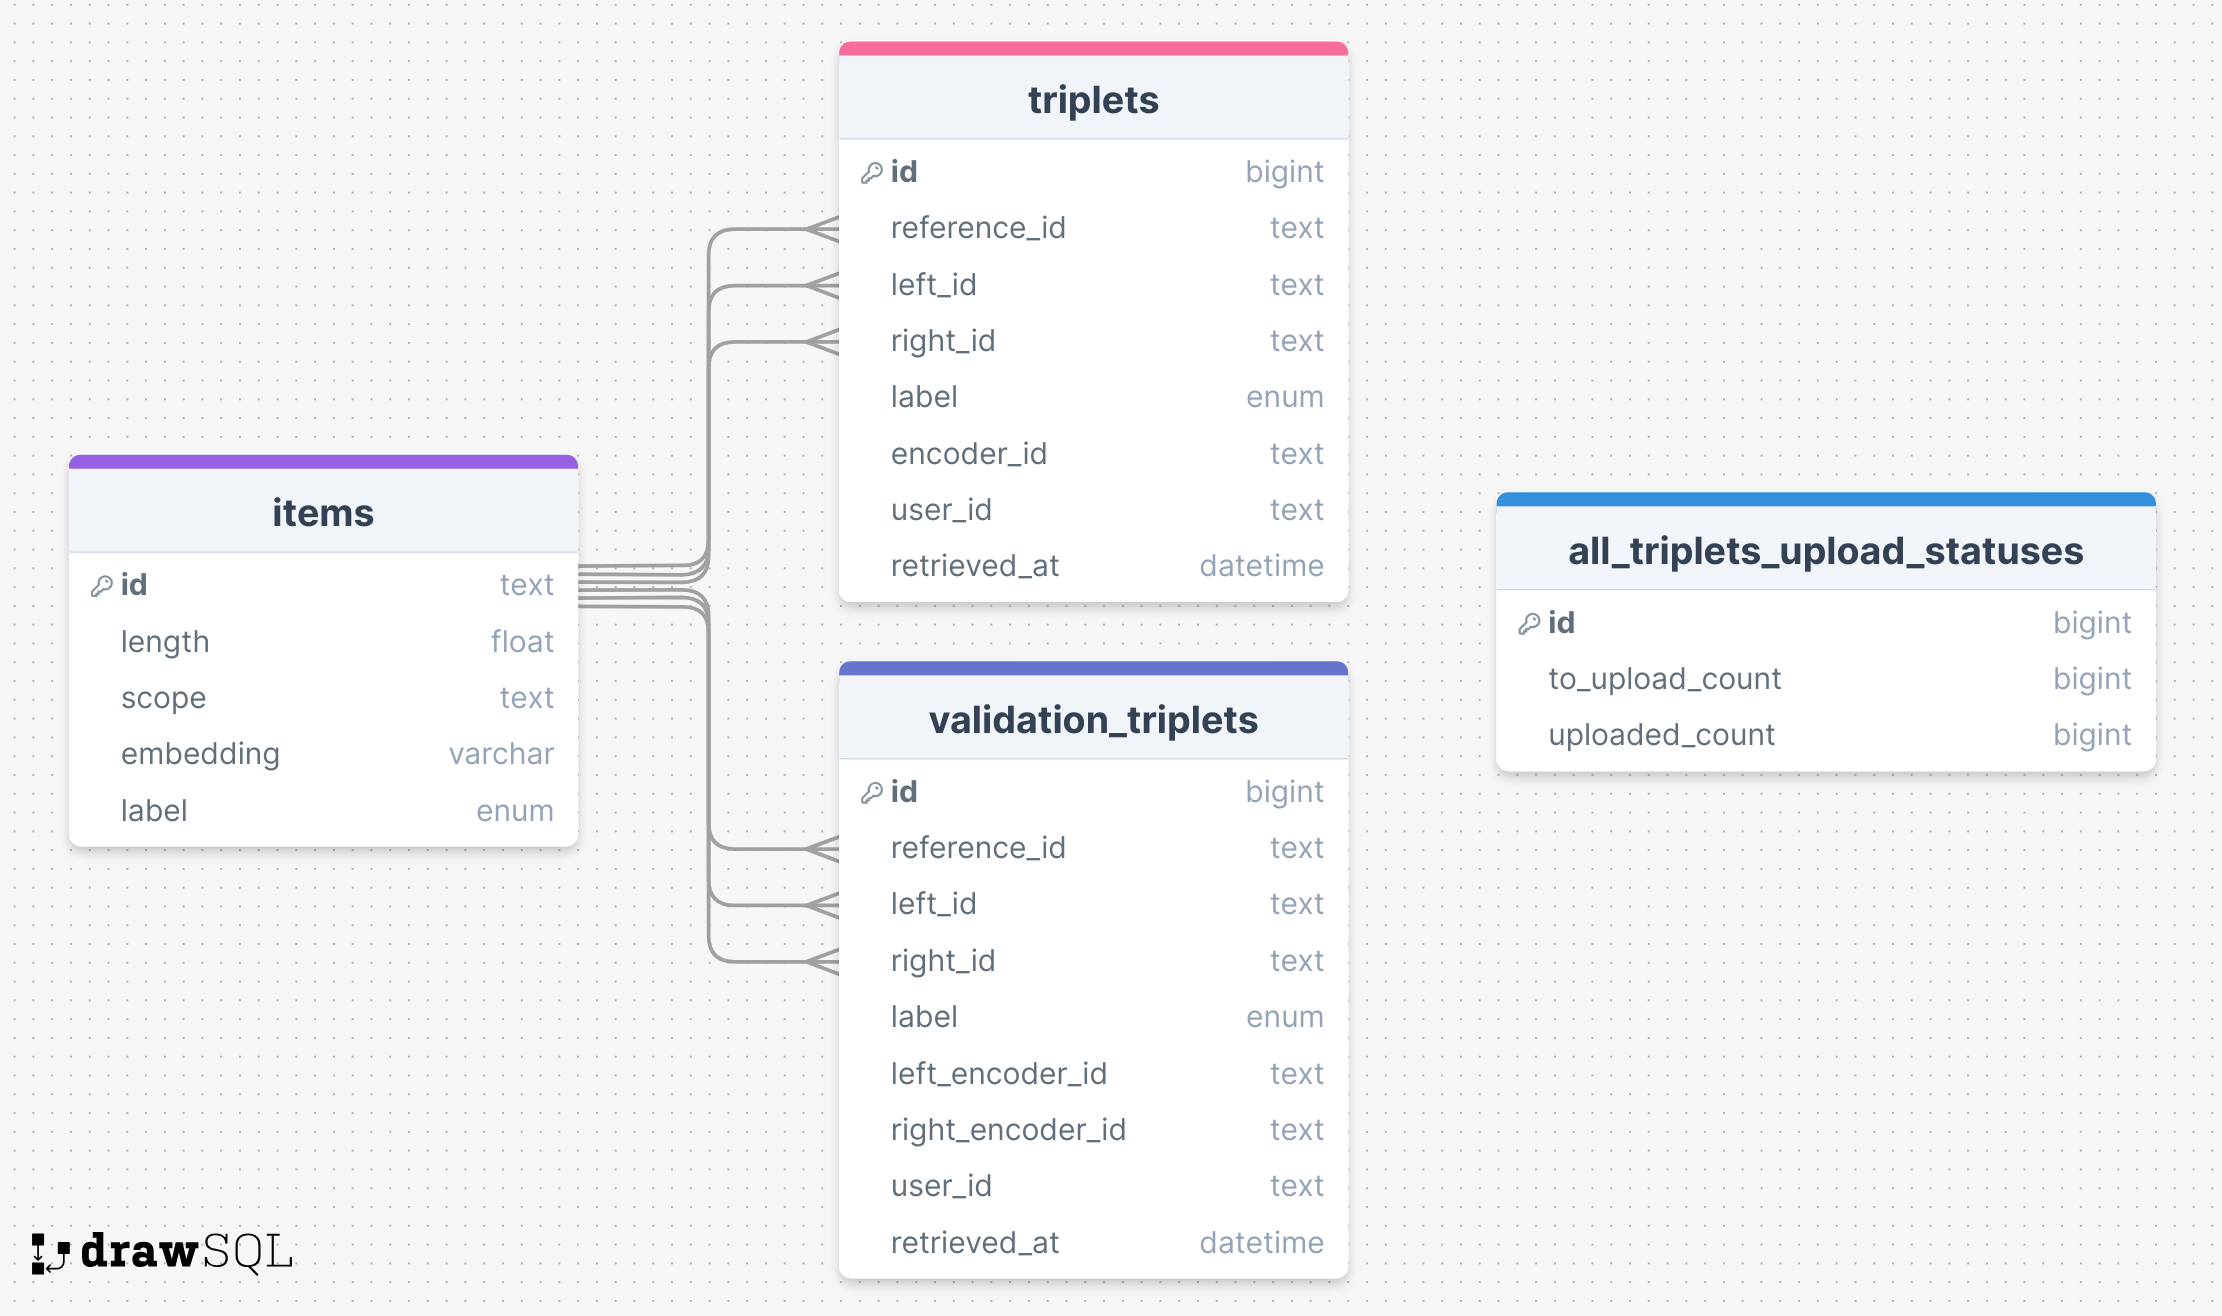 triplets
id bigint
reference_id text
left_id text
right_id text
label enum
encoder_id text
user_id text
retrieved_at datetime
items
id text
length float
scope text
embedding varchar
label enum
all_triplets_upload_statuses
id bigint
to_upload_count bigint
uploaded_count bigint
validation_triplets
id bigint
reference_id text
left_id text
right_id text
label enum
left_encoder_id text
right_encoder_id text
user_id text
retrieved_at datetime
drawSQL